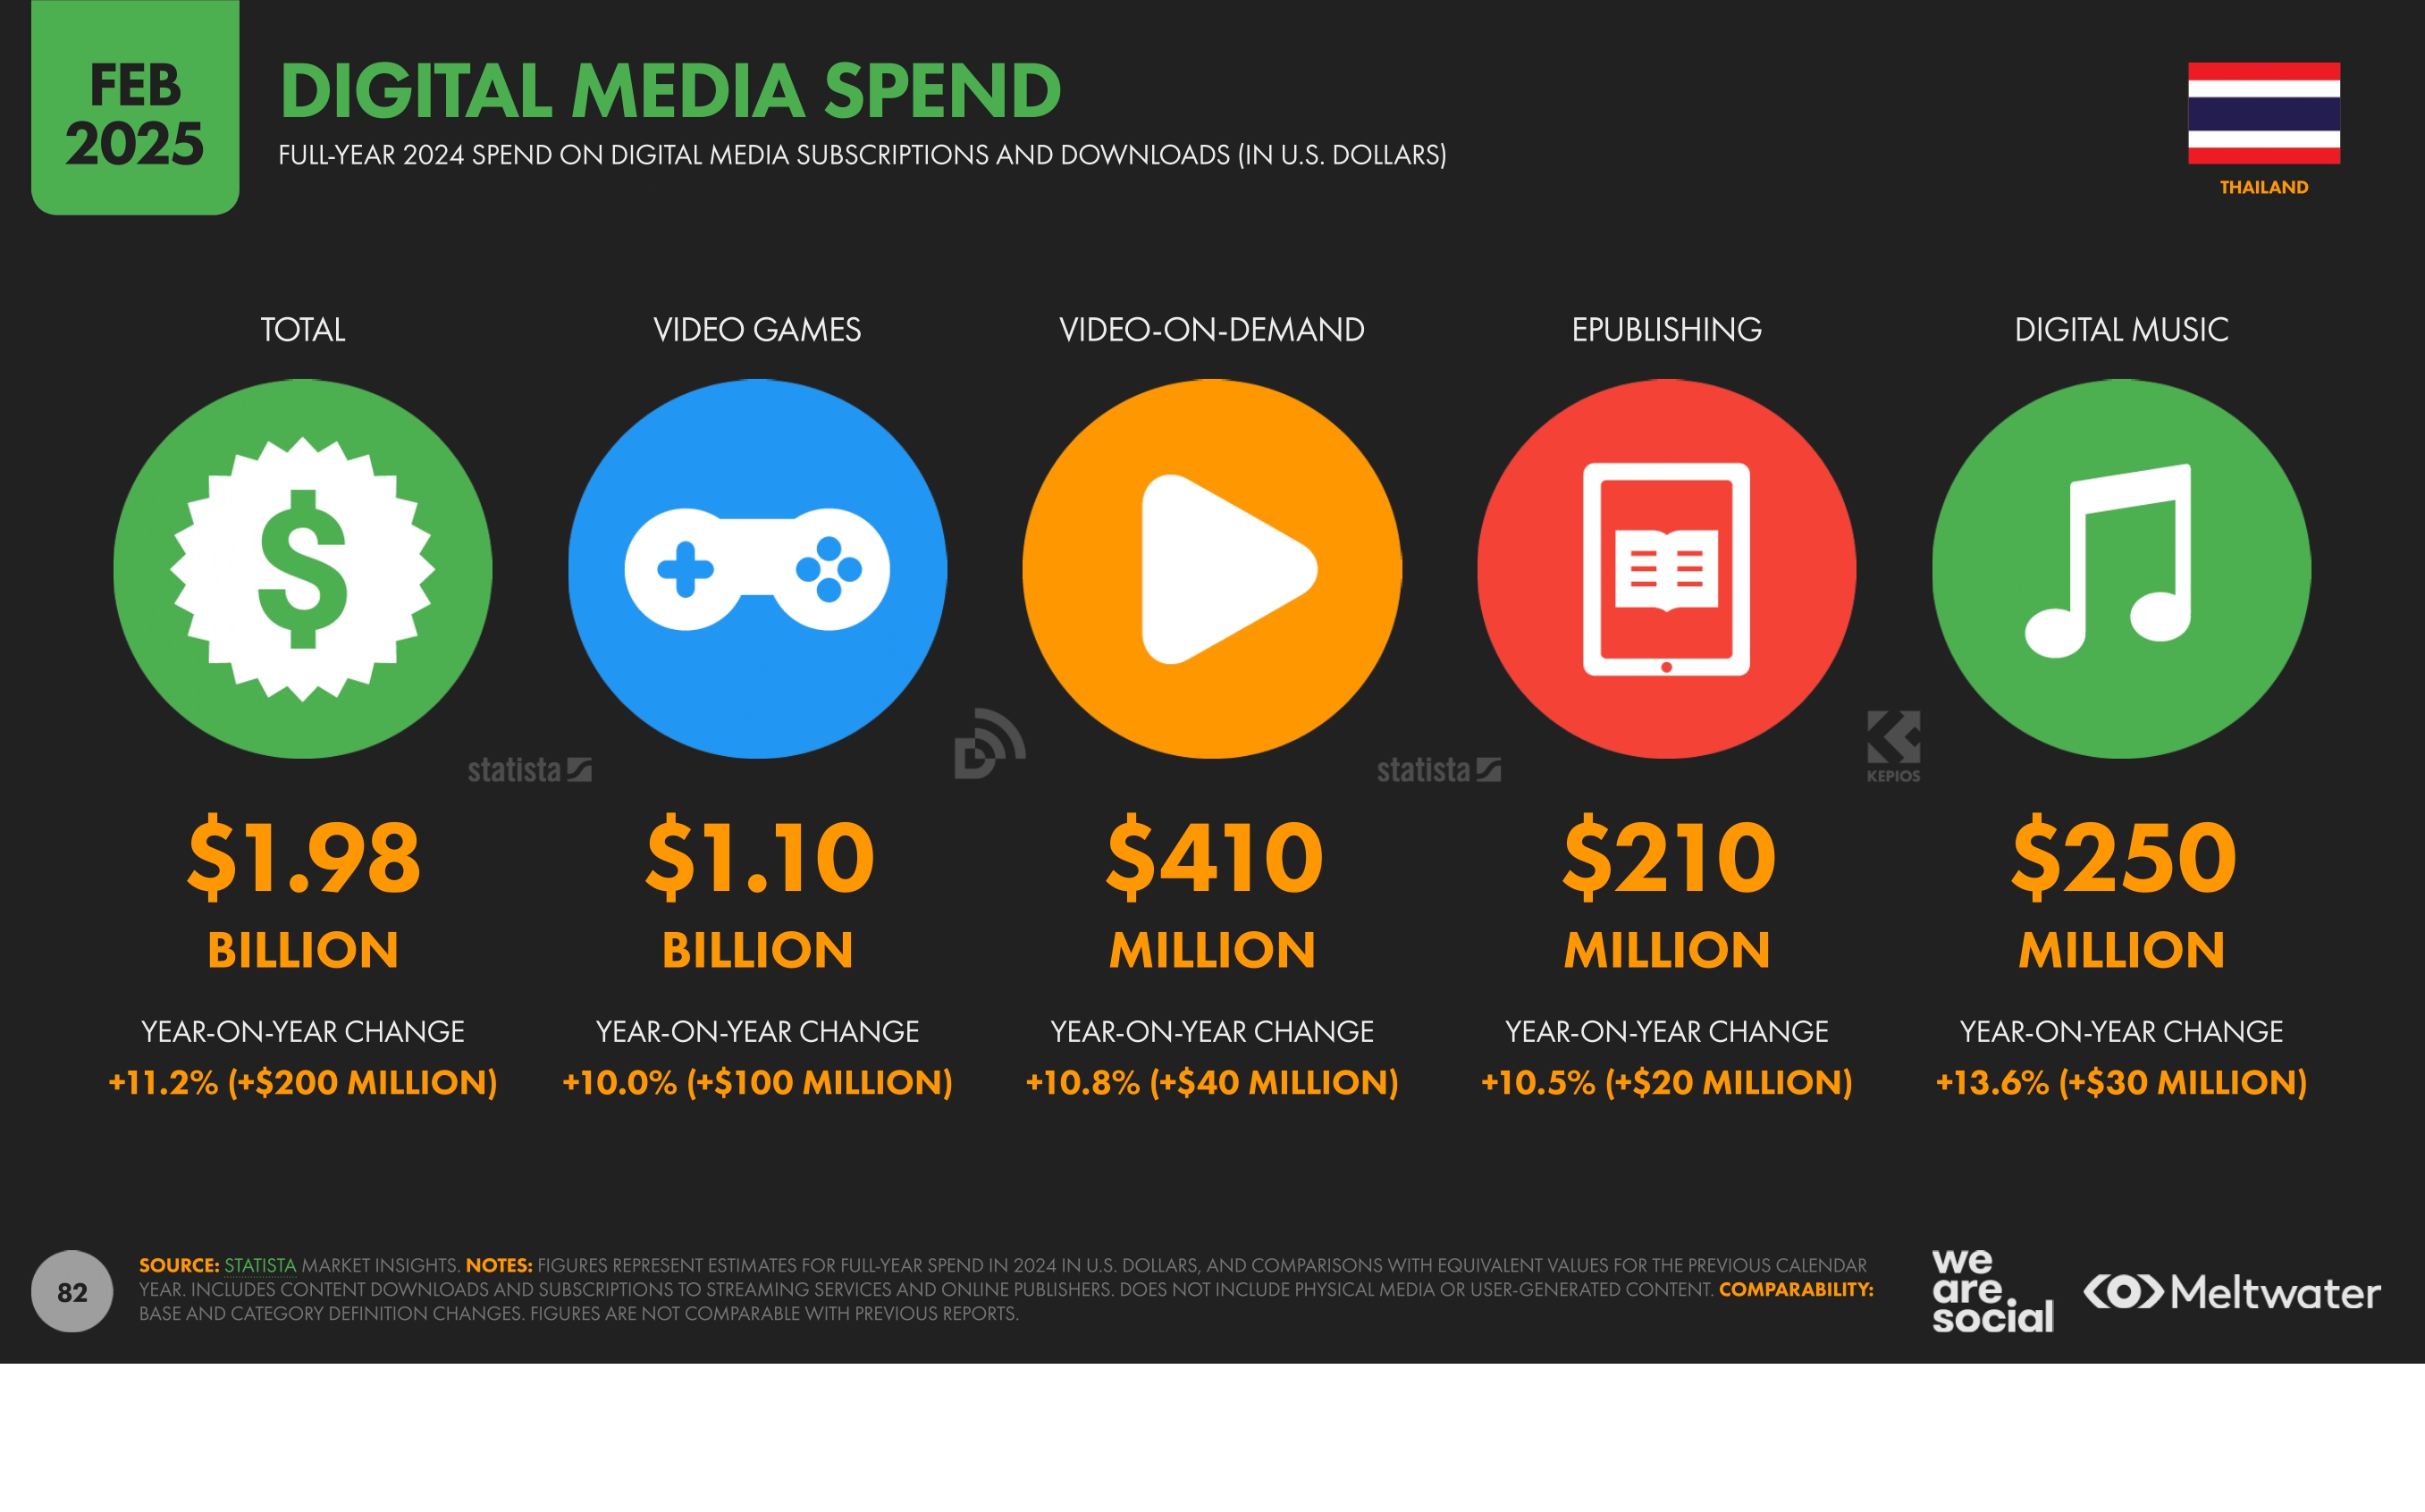 FEB
2025
DIGITAL MEDIA SPEND
FULL-YEAR 2024 SPEND ON DIGITAL MEDIA SUBSCRIPTIONS AND DOWNLOADS (IN U.S. DOLLARS)
THAILAND
TOTAL
VIDEO GAMES
VIDEO-ON-DEMAND
EPUBLISHING
DIGITAL MUSIC
statista
statista
KEPIOS
$1.98
BILLION
$1.10
BILLION
$410
MILLION
$210
MILLION
$250
MILLION
YEAR-ON-YEAR CHANGE
+11.2% (+$200 MILLION)
YEAR-ON-YEAR CHANGE
+10.0% (+$100 MILLION)
YEAR-ON-YEAR CHANGE
+10.8% (+$40 MILLION)
YEAR-ON-YEAR CHANGE
+10.5% (+$20 MILLION)
YEAR-ON-YEAR CHANGE
+13.6% (+$30 MILLION)
82
SOURCE: STATISTA MARKET INSIGHTS. NOTES: FIGURES REPRESENT ESTIMATES FOR FULL-YEAR SPEND IN 2024 IN U.S. DOLLARS, AND COMPARISONS WITH EQUIVALENT VALUES FOR THE PREVIOUS CALENDAR
YEAR. INCLUDES CONTENT DOWNLOADS AND SUBSCRIPTIONS TO STREAMING SERVICES AND ONLINE PUBLISHERS. DOES NOT INCLUDE PHYSICAL MEDIA OR USER-GENERATED CONTENT. COMPARABILITY:
BASE AND CATEGORY DEFINITION CHANGES. FIGURES ARE NOT COMPARABLE WITH PREVIOUS REPORTS.
we
are
social
Meltwater